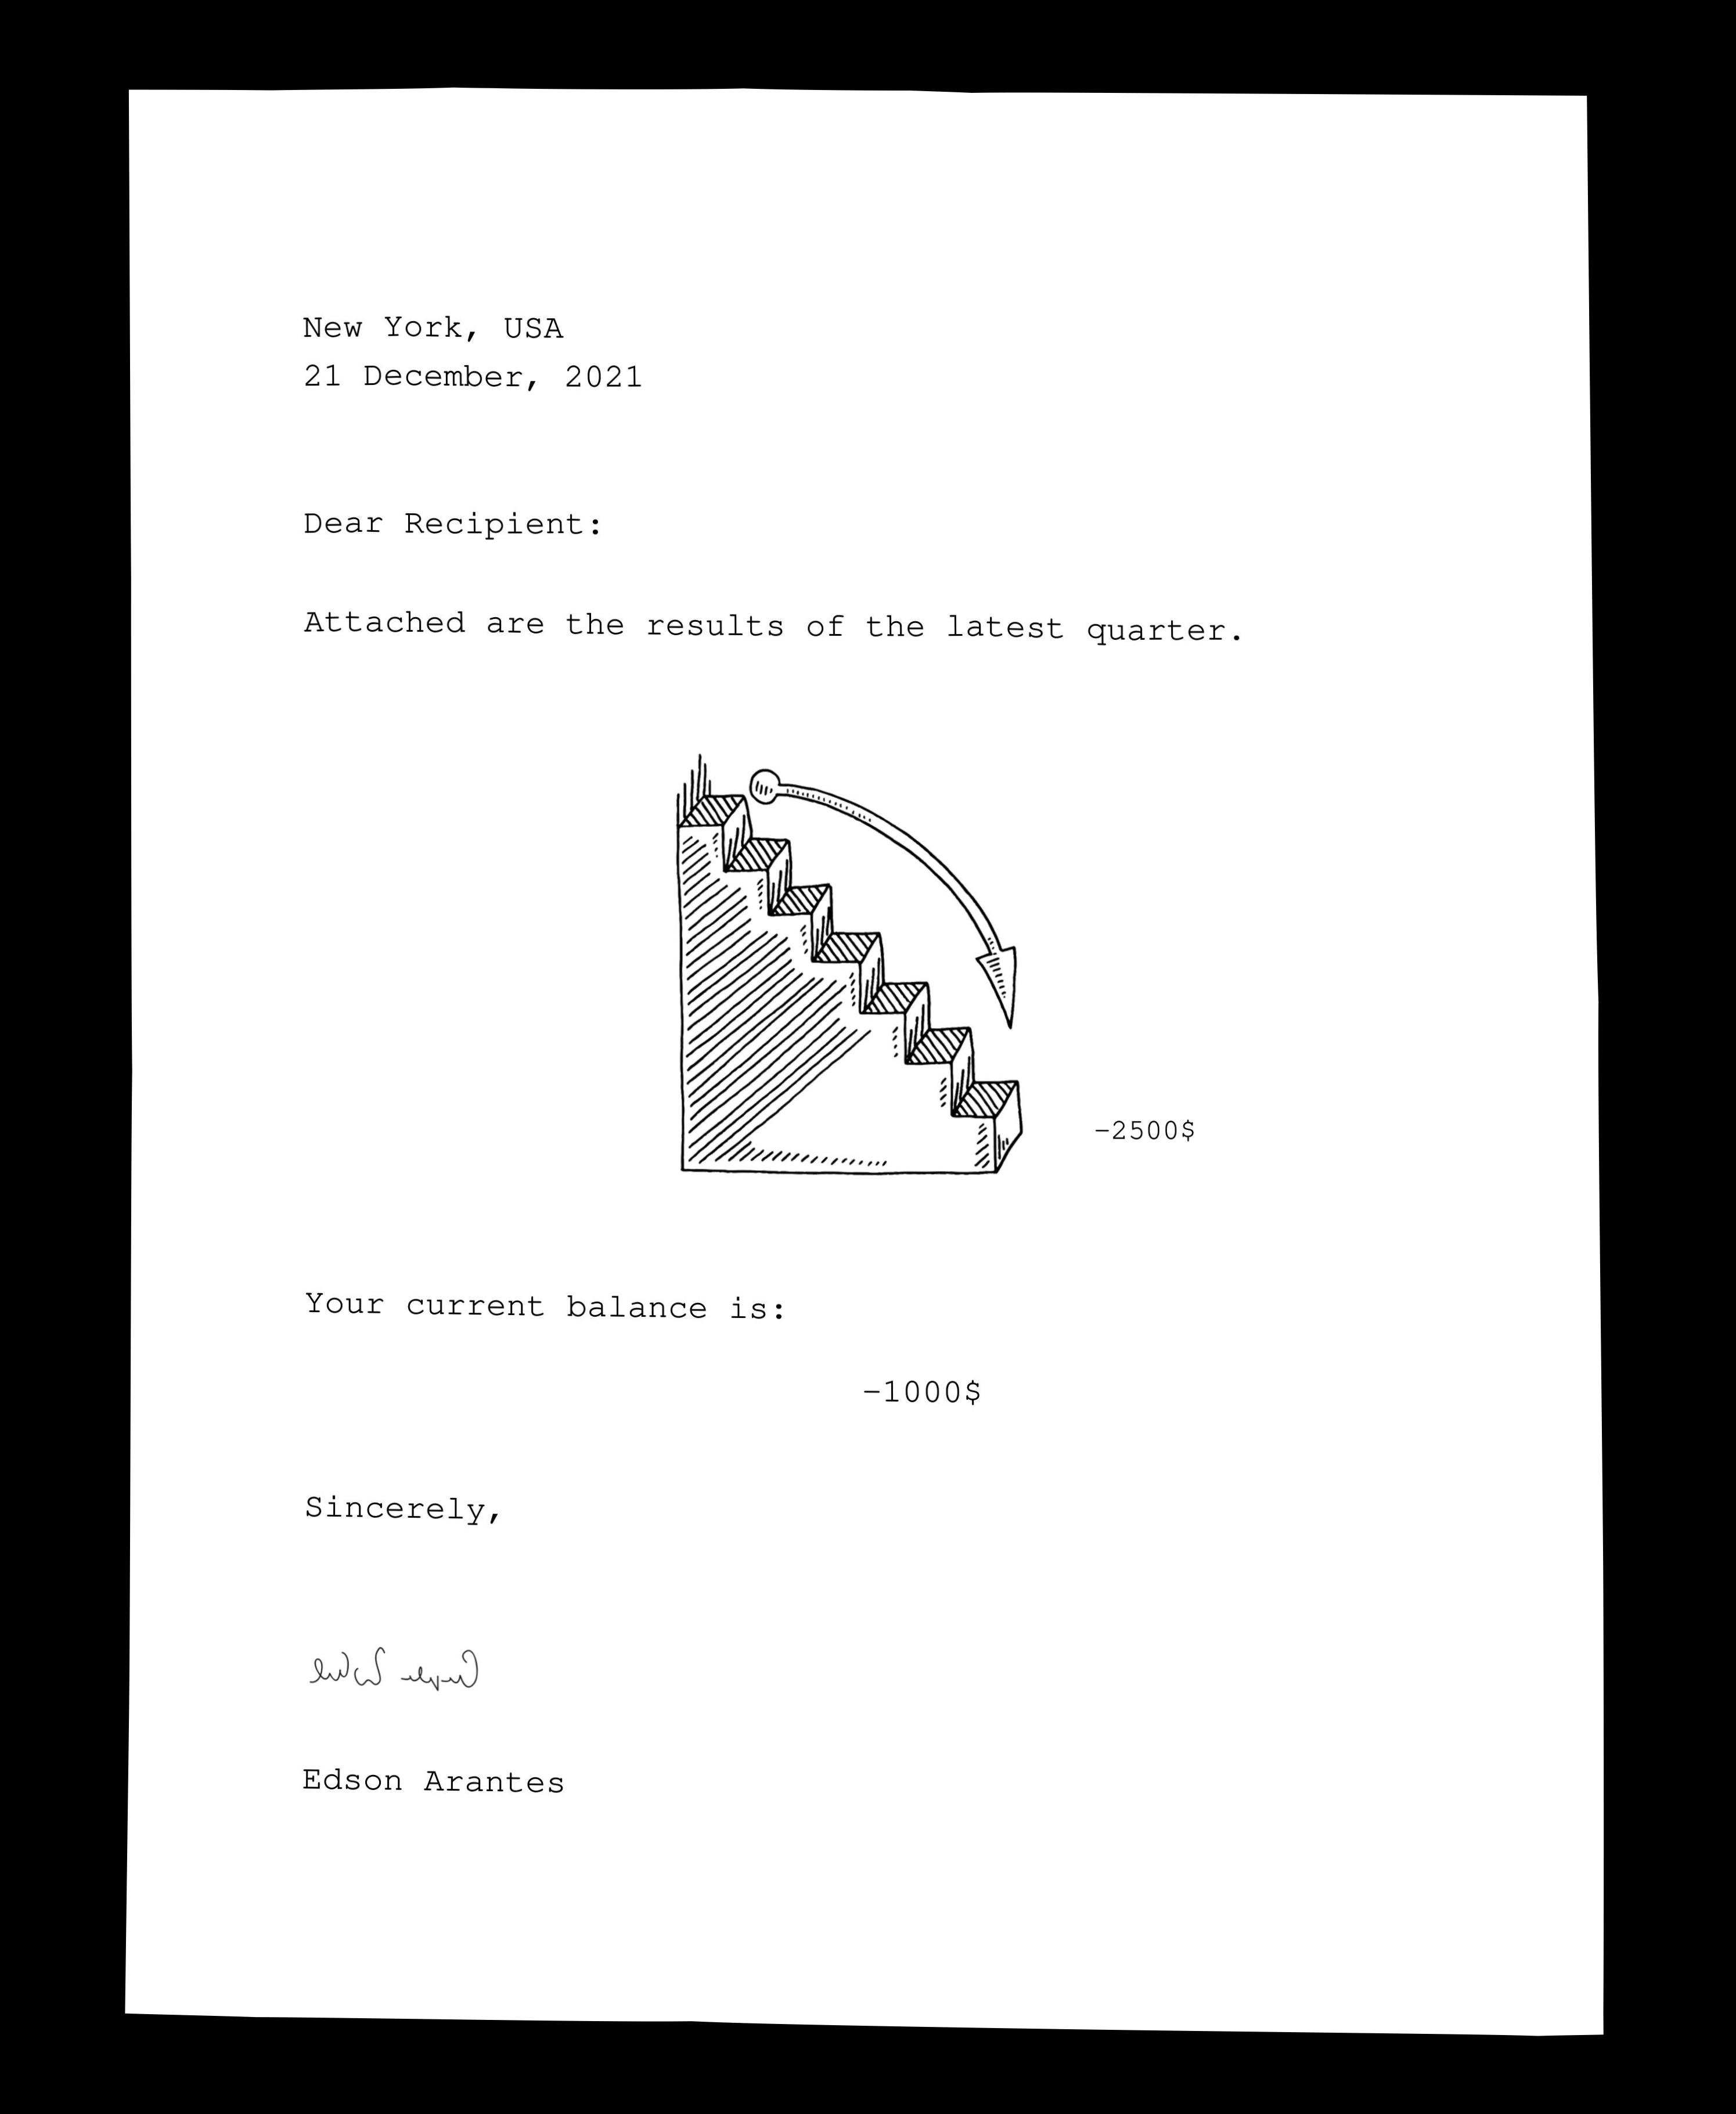 New York, USA
21 December, 2021
Dear Recipient:
Attached are the results of the latest quarter.
-2500$
Your current balance is:
-1000$
Sincerely,
Edson Arantes